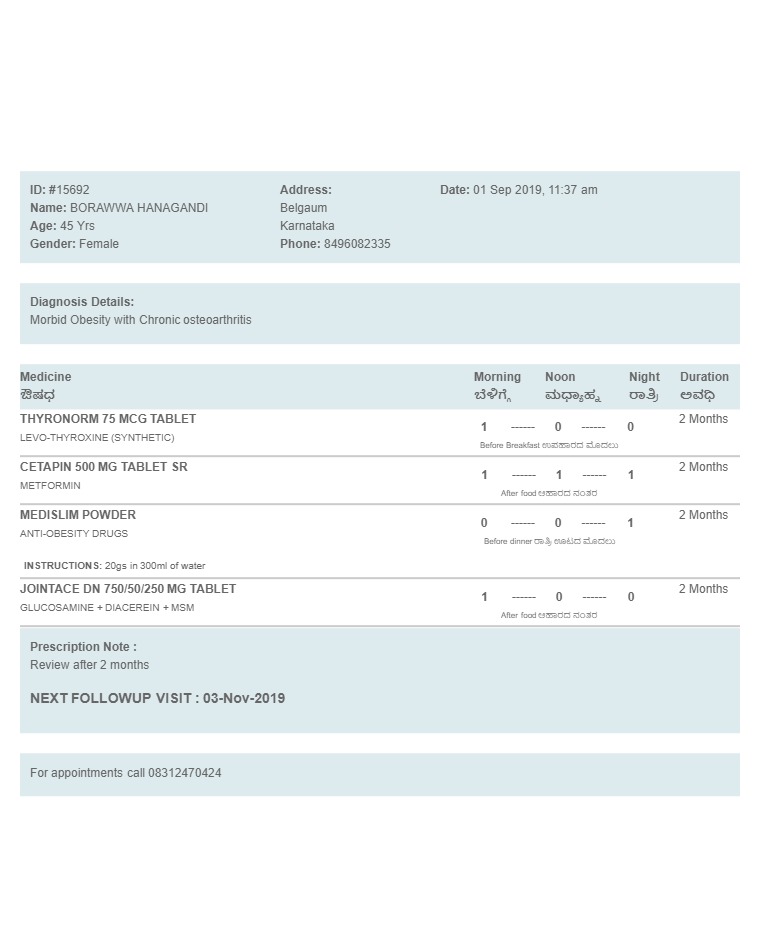 ID: #15692
Name: BORAWWA HANAGANDI
Age: 45 Yrs
Gender: Female
Address:
Belgaum
Karnataka
Phone: 8496082335
Date: 01 Sep 2019, 11:37 am
Diagnosis Details:
Morbid Obesity with Chronic osteoarthritis
Medicine Morning Noon Night Duration
ಔಷಧ ಬೆಳಿಗ್ಗೆ ಮಧ್ಯಾಹ್ನ ರಾತ್ರಿ ಅವಧಿ
THYRONORM 75 MCG TABLET 2 Months
1 ------ 0 ------ 0
LEVO-THYROXINE (SYNTHETIC)
Before Breakfast ಉಪಹಾರದ ಮೊದಲು
CETAPIN 500 MG TABLET SR 2 Months
1 ------ 1 ------ 1
METFORMIN
After food ಆಹಾರದ ನಂತರ
MEDISLIM POWDER 2 Months
0 ------ 0 ------ 1
ANTI-OBESITY DRUGS
Before dinner ರಾತ್ರಿ ಊಟದ ಮೊದಲು
INSTRUCTIONS: 20gs in 300ml of water
JOINTACE DN 750/50/250 MG TABLET 2 Months
1 ------ 0 ------ 0
GLUCOSAMINE + DIACEREIN + MSM
After food ಆಹಾರದ ನಂತರ
Prescription Note :
Review after 2 months
NEXT FOLLOWUP VISIT : 03-Nov-2019
For appointments call 08312470424